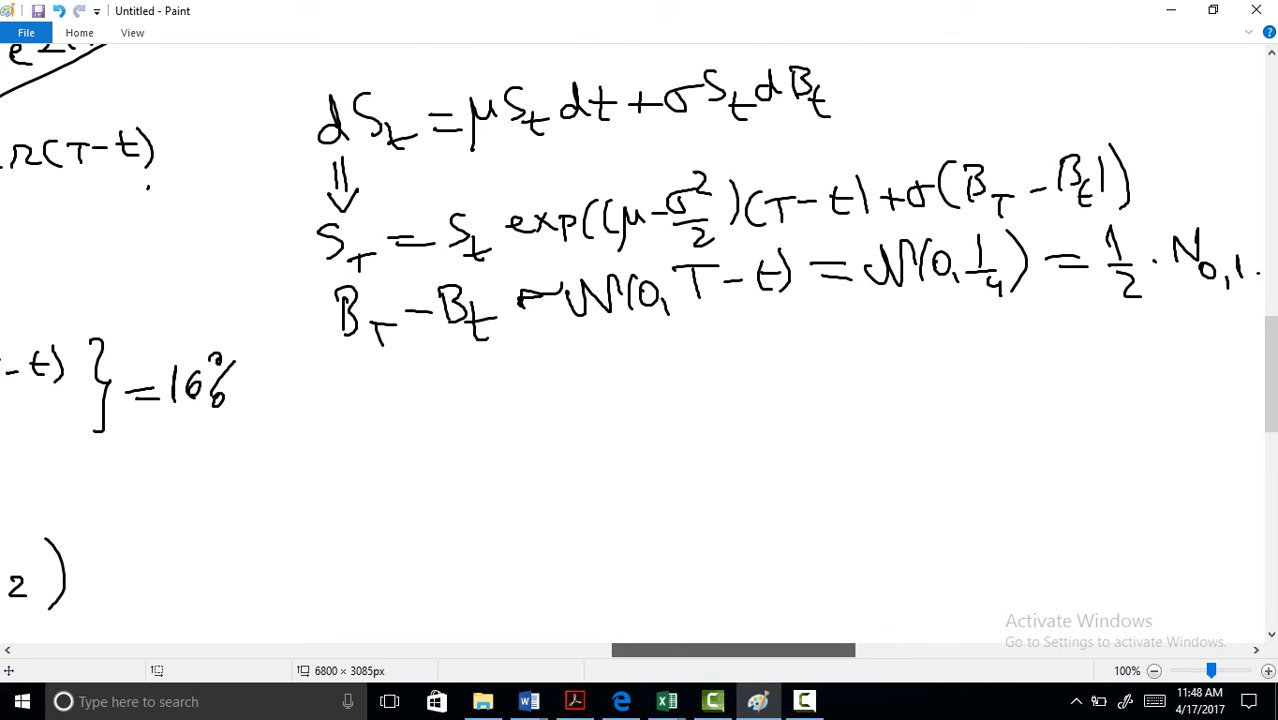 Untitled - Paint
File Home View
dS_t = μS_t dt + σS_t dB_t
r(T-t)
⇓
S_T = S_t exp((μ - σ²/2)(T-t) + σ(B_T - B_t))
B_T - B_t ~ N(0, T-t) = N(0, 1/4) = 1/2 · N_0,1.
-t) } = 16%
2 )
Activate Windows
Go to Settings to activate Windows.
6800 × 3085px
100%
Type here to search
11:48 AM
4/17/2017